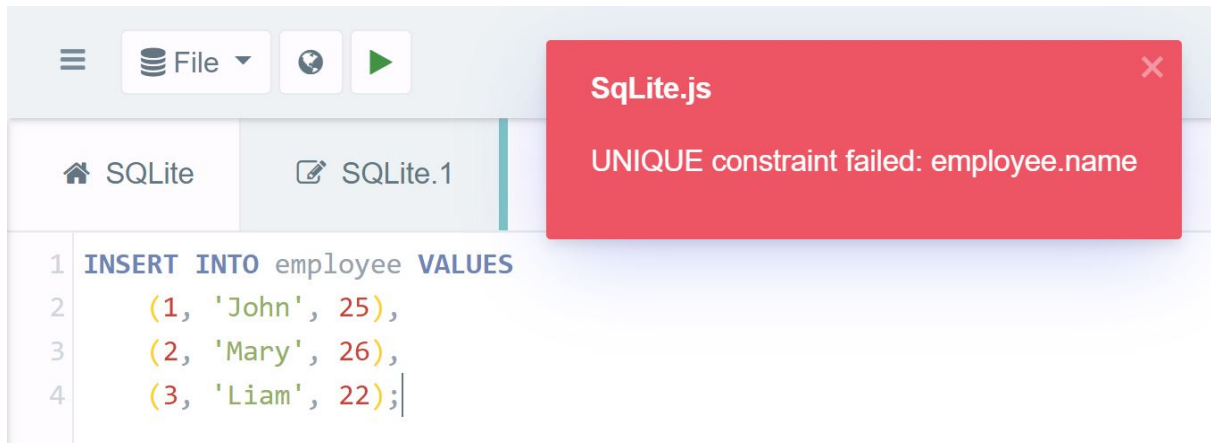 File
SqLite.js
UNIQUE constraint failed: employee.name
SQLite
SQLite.1
1 INSERT INTO employee VALUES
2 (1, 'John', 25),
3 (2, 'Mary', 26),
4 (3, 'Liam', 22);